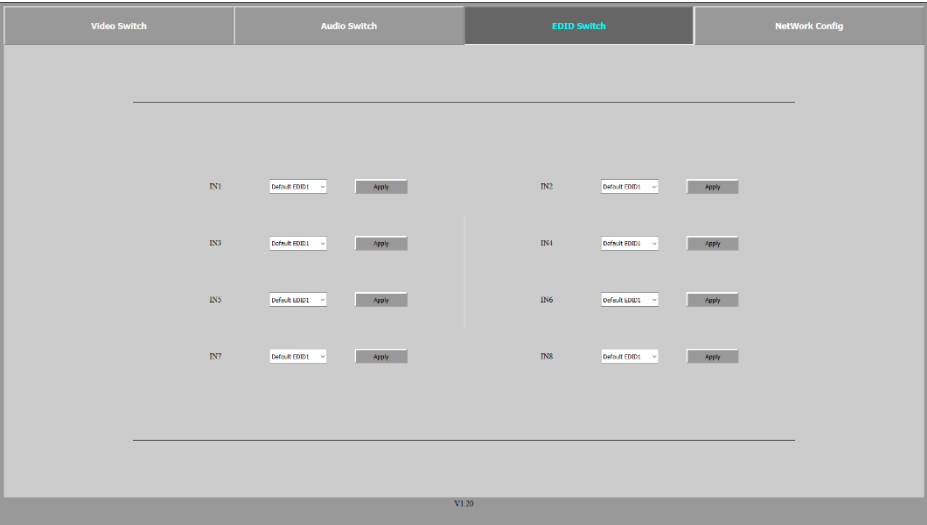 Video Switch Audio Switch EDID Switch NetWork Config
IN1 Default EDID1 Apply IN2 Default EDID1 Apply
IN3 Default EDID1 Apply IN4 Default EDID1 Apply
IN5 Default EDID1 Apply IN6 Default EDID1 Apply
IN7 Default EDID1 Apply IN8 Default EDID1 Apply
V1.20